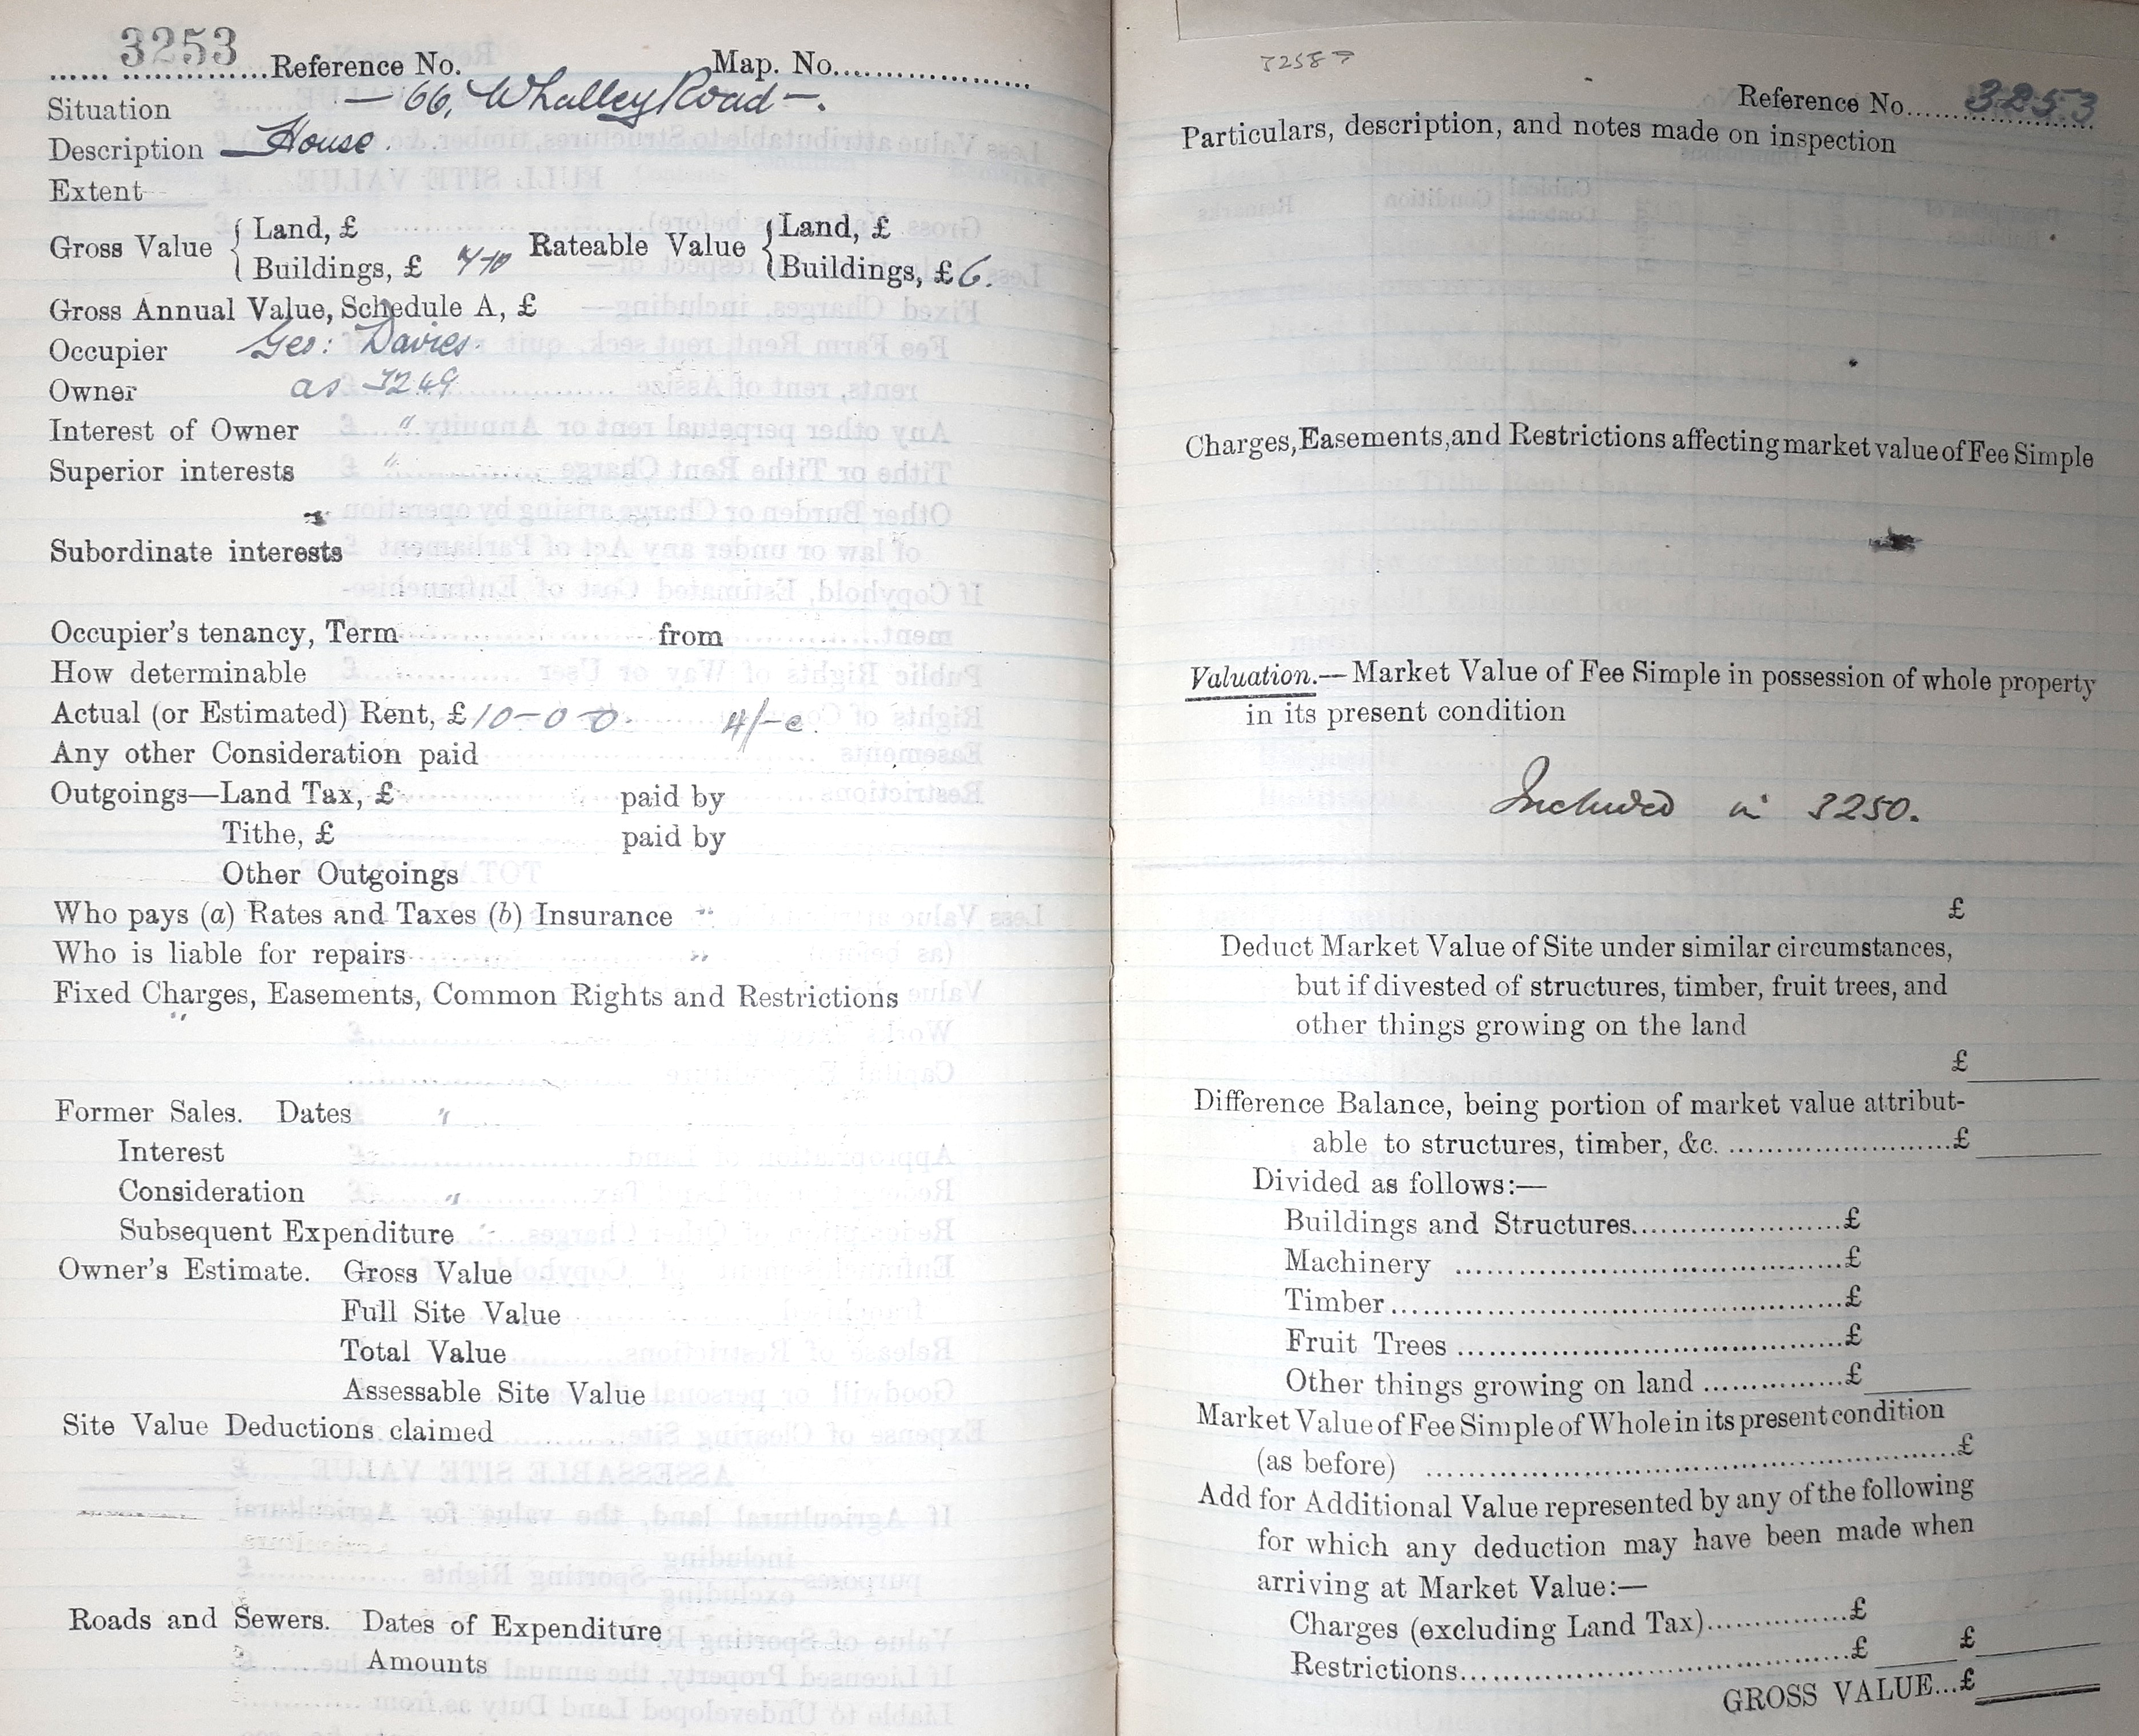 3253
...... ..............Reference No. Map. No....................
Situation — 66, Whalley Road —.
Description — House.
Extent
Gross Value { Land, £ Rateable Value { Land, £
Buildings, £ 7-10 Buildings, £ 6.
Gross Annual Value, Schedule A, £
Occupier Geo: Davies.
Owner as 3249
Interest of Owner "
Superior interests "
Subordinate interests
Occupier's tenancy, Term from
How determinable
Actual (or Estimated) Rent, £ 10-0-0. 4/-c.
Any other Consideration paid
Outgoings—Land Tax, £ paid by
Tithe, £ paid by
Other Outgoings
Who pays (a) Rates and Taxes (b) Insurance "
Who is liable for repairs "
Fixed Charges, Easements, Common Rights and Restrictions
"
Former Sales. Dates "
Interest
Consideration "
Subsequent Expenditure "
Owner's Estimate. Gross Value
Full Site Value
Total Value
Assessable Site Value
Site Value Deductions claimed
Roads and Sewers. Dates of Expenditure
Amounts
Reference No. 3253
Particulars, description, and notes made on inspection
Charges, Easements, and Restrictions affecting market value of Fee Simple
Valuation.—Market Value of Fee Simple in possession of whole property
in its present condition
Included in 3250.
£
Deduct Market Value of Site under similar circumstances,
but if divested of structures, timber, fruit trees, and
other things growing on the land
£
Difference Balance, being portion of market value attribut-
able to structures, timber, &c. ........................£
Divided as follows:—
Buildings and Structures......................£
Machinery ......................................£
Timber............................................£
Fruit Trees ......................................£
Other things growing on land ...............£
Market Value of Fee Simple of Whole in its present condition
(as before) ......................................................£
Add for Additional Value represented by any of the following
for which any deduction may have been made when
arriving at Market Value:—
Charges (excluding Land Tax)...............£
Restrictions.......................................£ £
GROSS VALUE...£